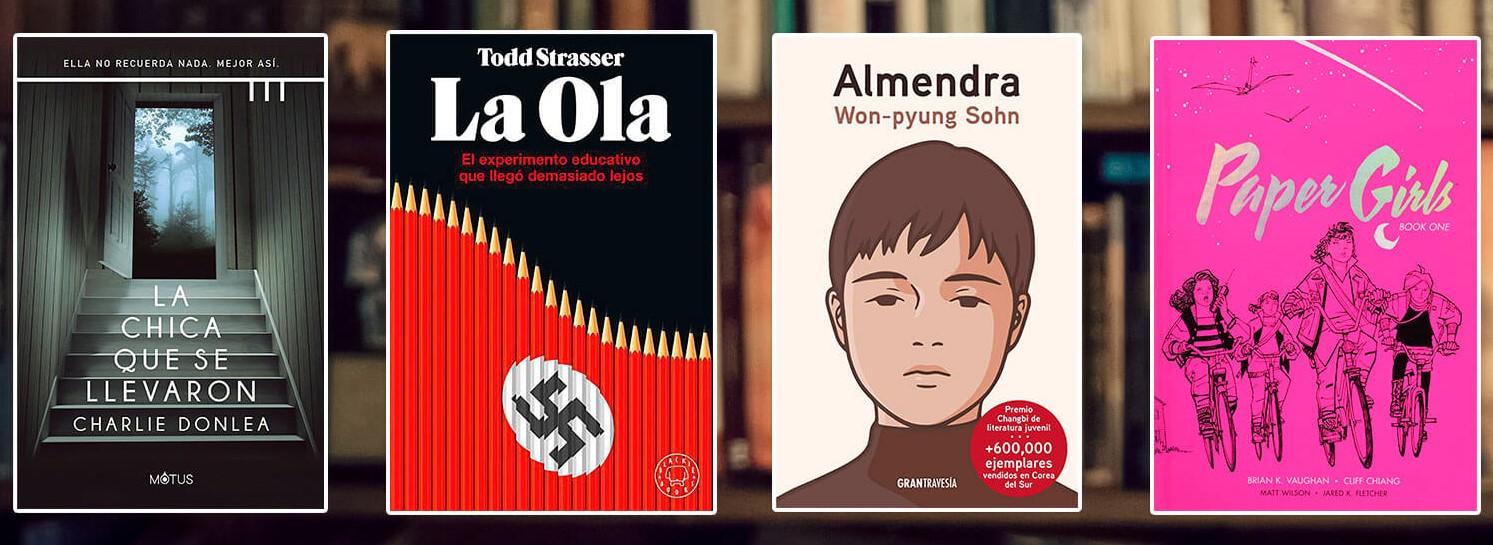 ELLA NO RECUERDA NADA. MEJOR ASÍ.
LA
CHICA
QUE SE
LLEVARON
CHARLIE DONLEA
MOTUS
Todd Strasser
La Ola
El experimento educativo
que llegó demasiado lejos
BLACKIE BOOKS
Almendra
Won-pyung Sohn
Premio
Changbi de
literatura juvenil
+600,000
ejemplares
vendidos en Corea
del Sur
GRANTRAVESÍA
Paper Girls
BOOK ONE
BRIAN K. VAUGHAN • CLIFF CHIANG
MATT WILSON • JARED K. FLETCHER